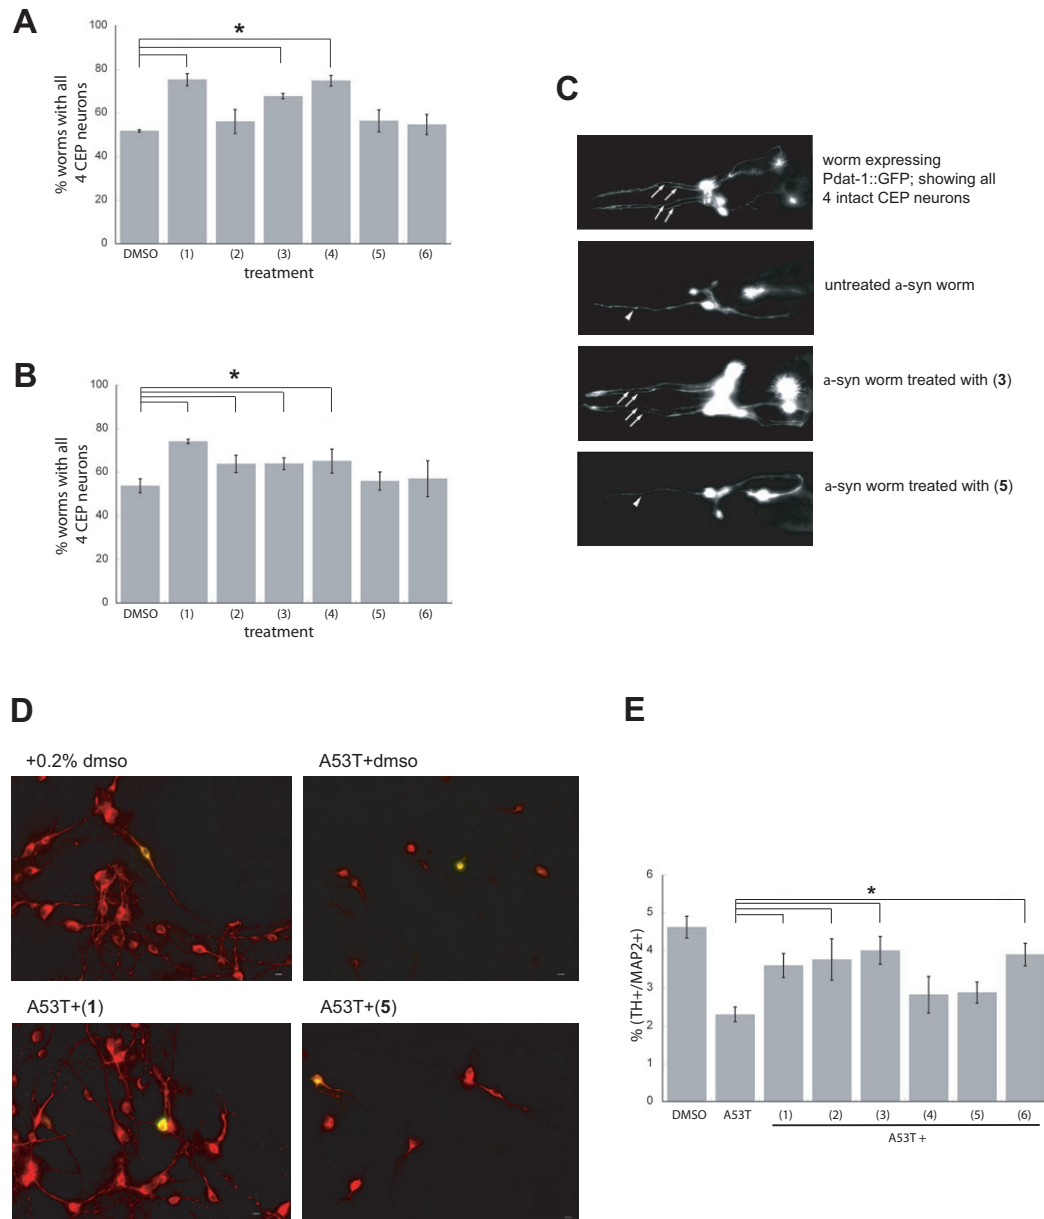 A
*
% worms with all
4 CEP neurons
100
80
60
40
20
0
DMSO (1) (2) (3) (4) (5) (6)
treatment
B
*
% worms with all
4 CEP neurons
100
80
60
40
20
0
DMSO (1) (2) (3) (4) (5) (6)
treatment
C
worm expressing
Pdat-1::GFP; showing all
4 intact CEP neurons
untreated a-syn worm
a-syn worm treated with (3)
a-syn worm treated with (5)
D
+0.2% dmso
A53T+dmso
A53T+(1)
A53T+(5)
E
*
% (TH+/MAP2+)
6
5
4
3
2
1
0
DMSO A53T (1) (2) (3) (4) (5) (6)
A53T +